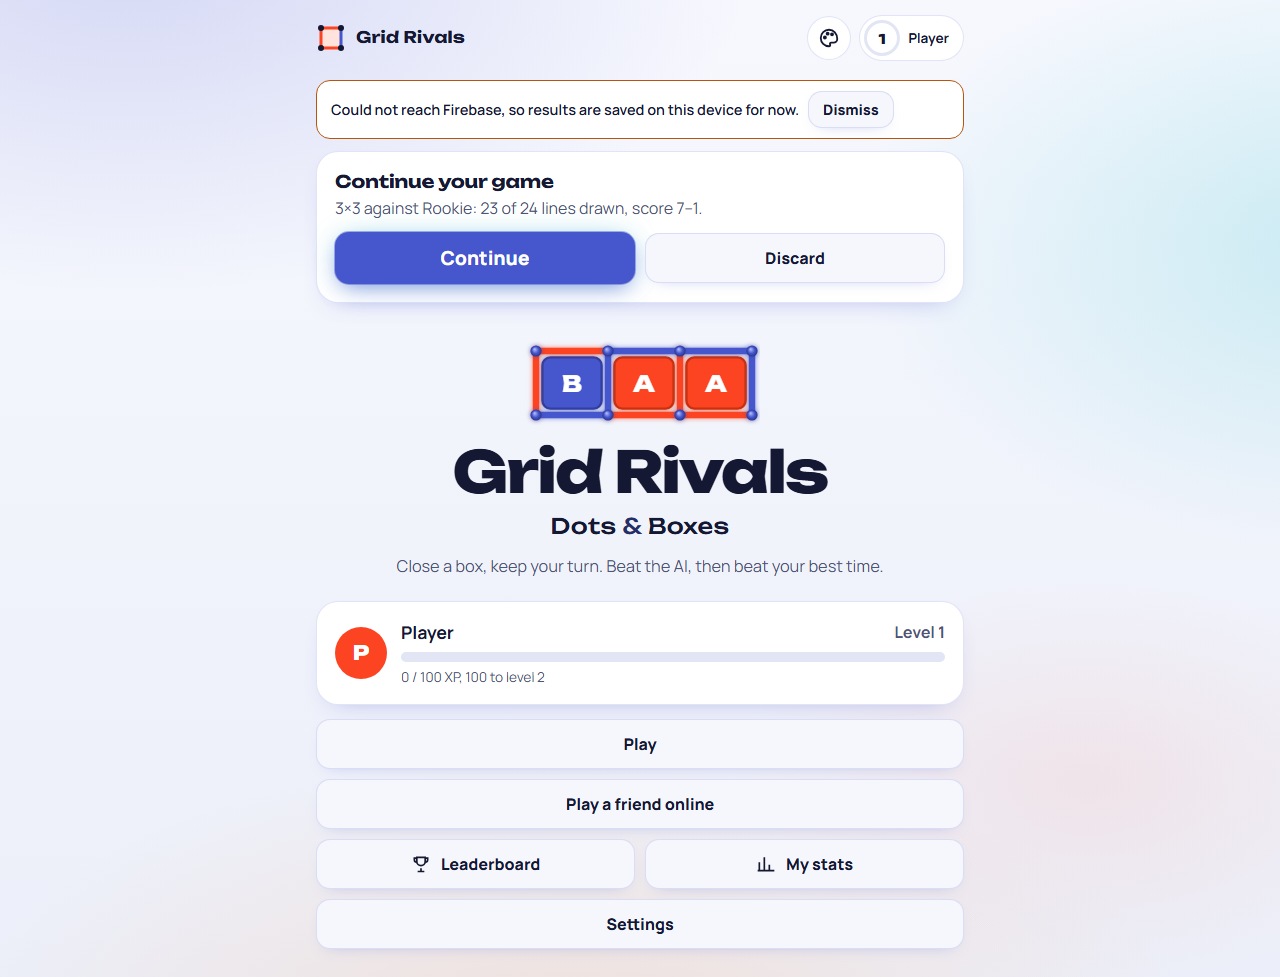 Grid Rivals
1 Player
Could not reach Firebase, so results are saved on this device for now. Dismiss
Continue your game
3×3 against Rookie: 23 of 24 lines drawn, score 7–1.
Continue Discard
B A A
Grid Rivals
Dots & Boxes
Close a box, keep your turn. Beat the AI, then beat your best time.
P
Player Level 1
0 / 100 XP, 100 to level 2
Play
Play a friend online
Leaderboard My stats
Settings